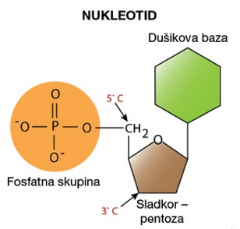 NUKLEOTID
Dušikova baza
5` C
O
-O – P – O – CH2
O-
O
Fosfatna skupina
3` C
Sladkor –
pentoza